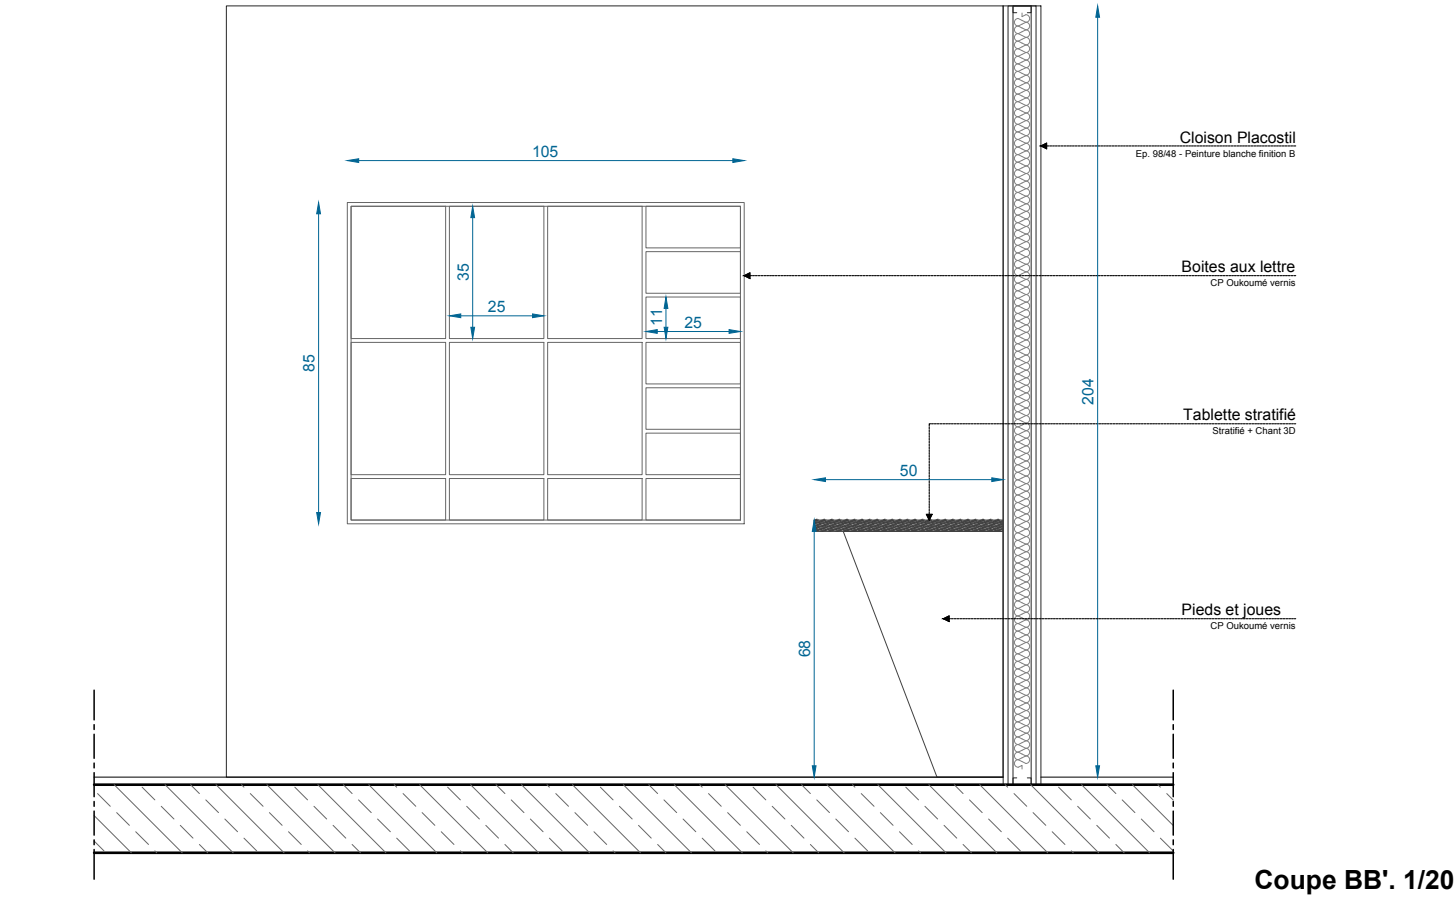 105
Cloison Placostil
Ep. 98/48 - Peinture blanche finition B
Boites aux lettre
CP Oukoumé vernis
35
25
11
25
85
204
Tablette stratifié
Stratifié + Chant 3D
50
Pieds et joues
CP Oukoumé vernis
68
Coupe BB'. 1/20